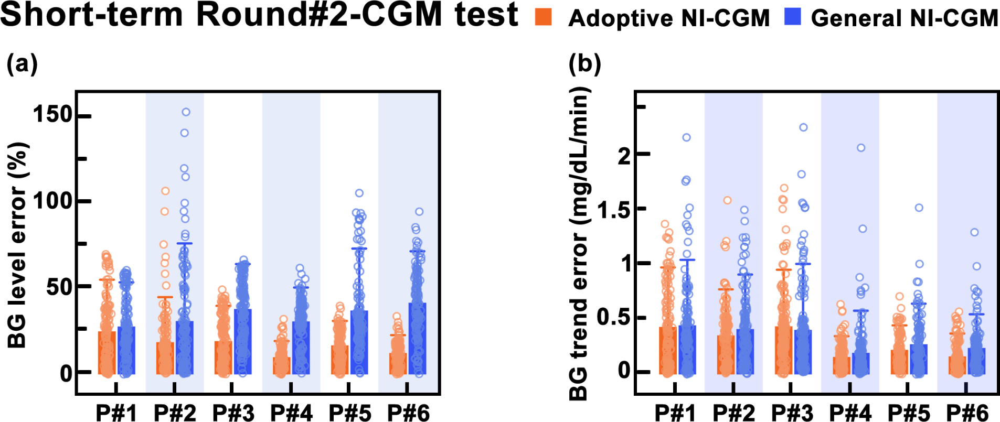 Short-term Round#2-CGM test Adoptive NI-CGM General NI-CGM
(a)
BG level error (%)
150
100
50
0
P#1 P#2 P#3 P#4 P#5 P#6
(b)
BG trend error (mg/dL/min)
2
1.5
1
0.5
0
P#1 P#2 P#3 P#4 P#5 P#6